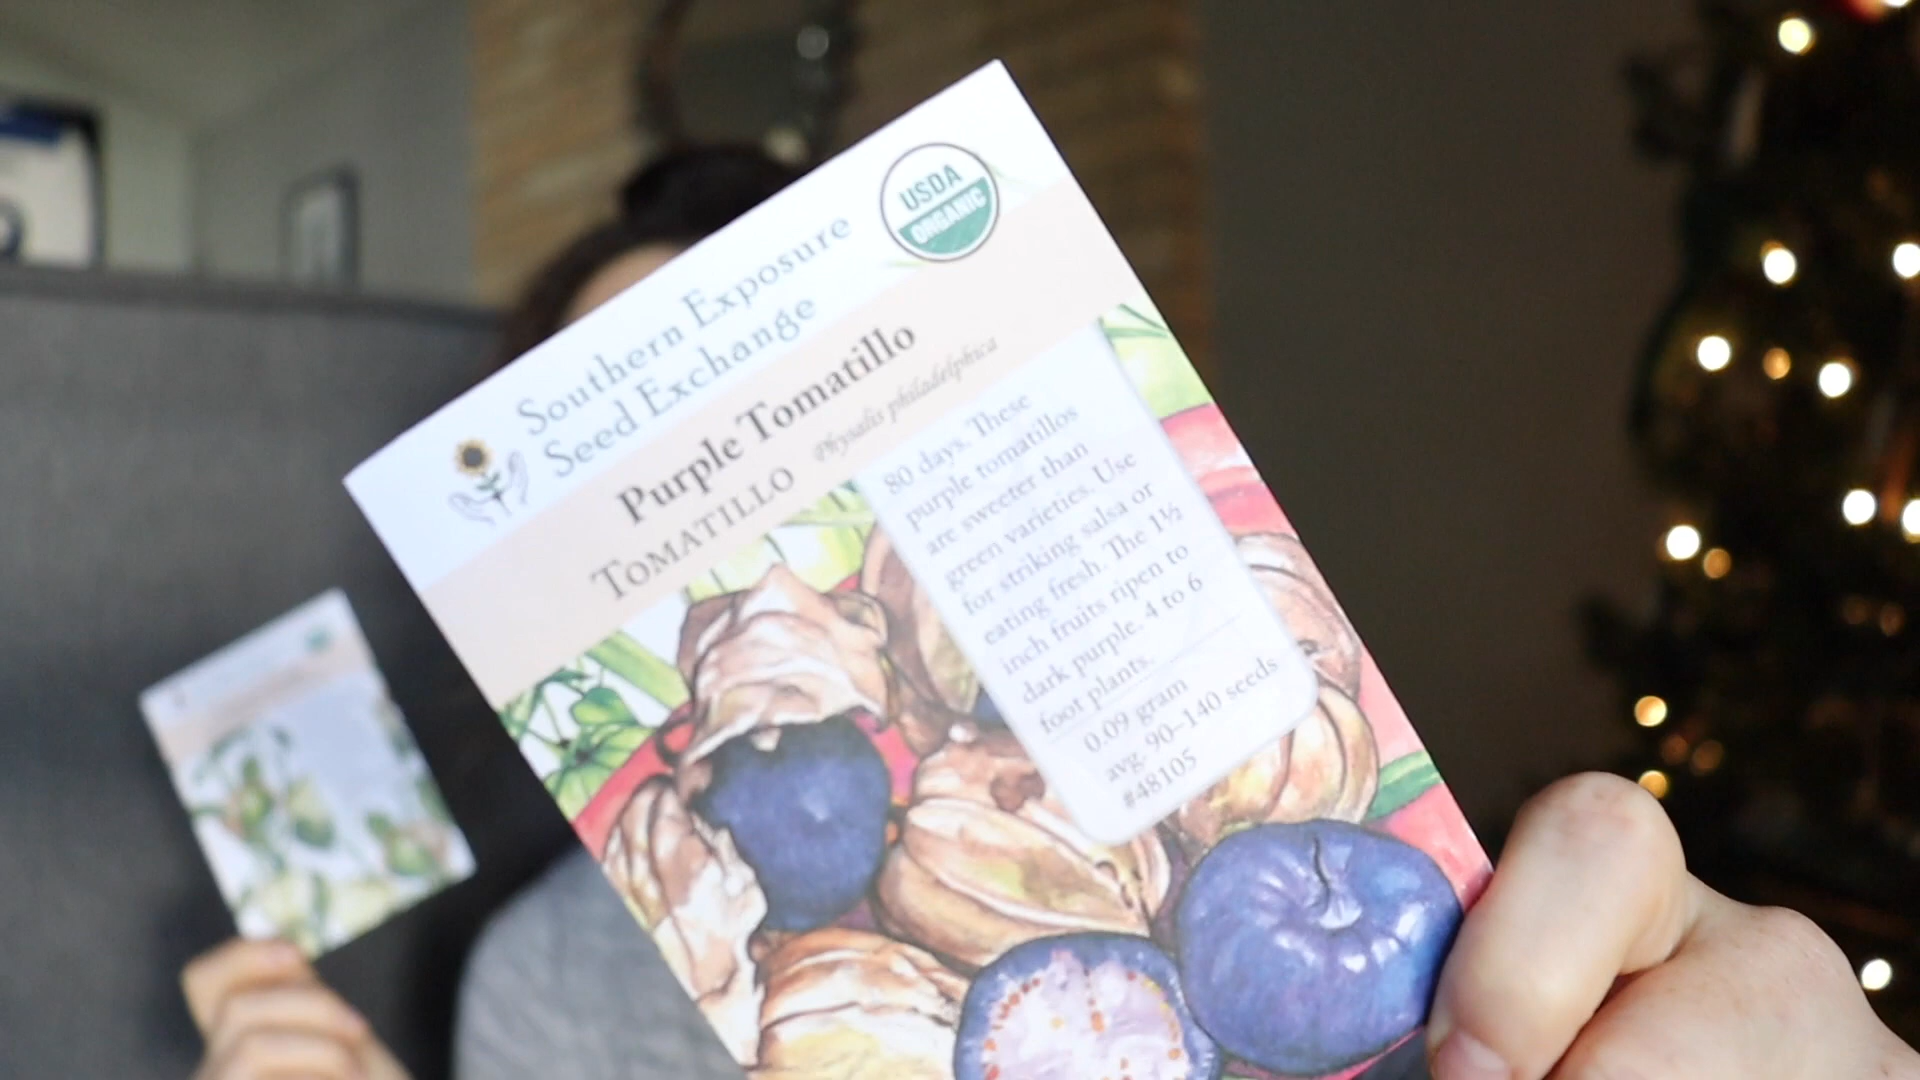 USDA
ORGANIC
Southern Exposure
Seed Exchange
Purple Tomatillo
TOMATILLO Physalis philadelphica
80 days. These
purple tomatillos
are sweeter than
green varieties. Use
for striking salsa or
eating fresh. The 1½
inch fruits ripen to
dark purple. 4 to 6
foot plants.
0.09 gram
avg. 90–140 seeds
#48105